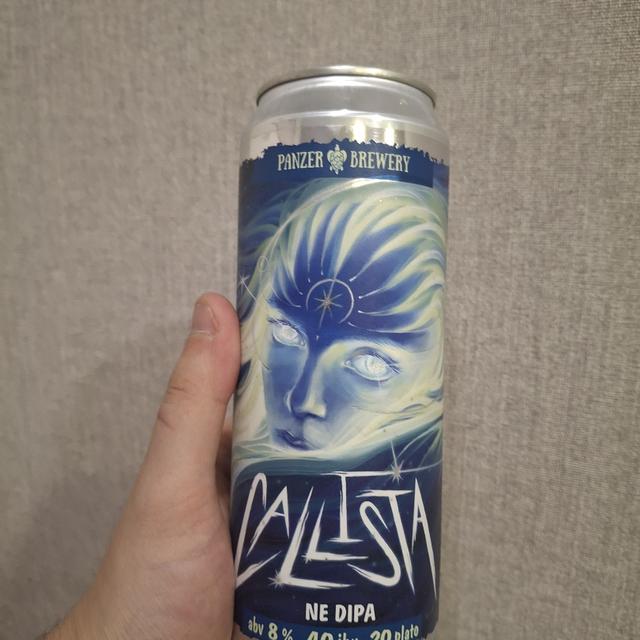 PANZER BREWERY
CALLISTA
NE DIPA
abv 8% 40 ibu 20 plato